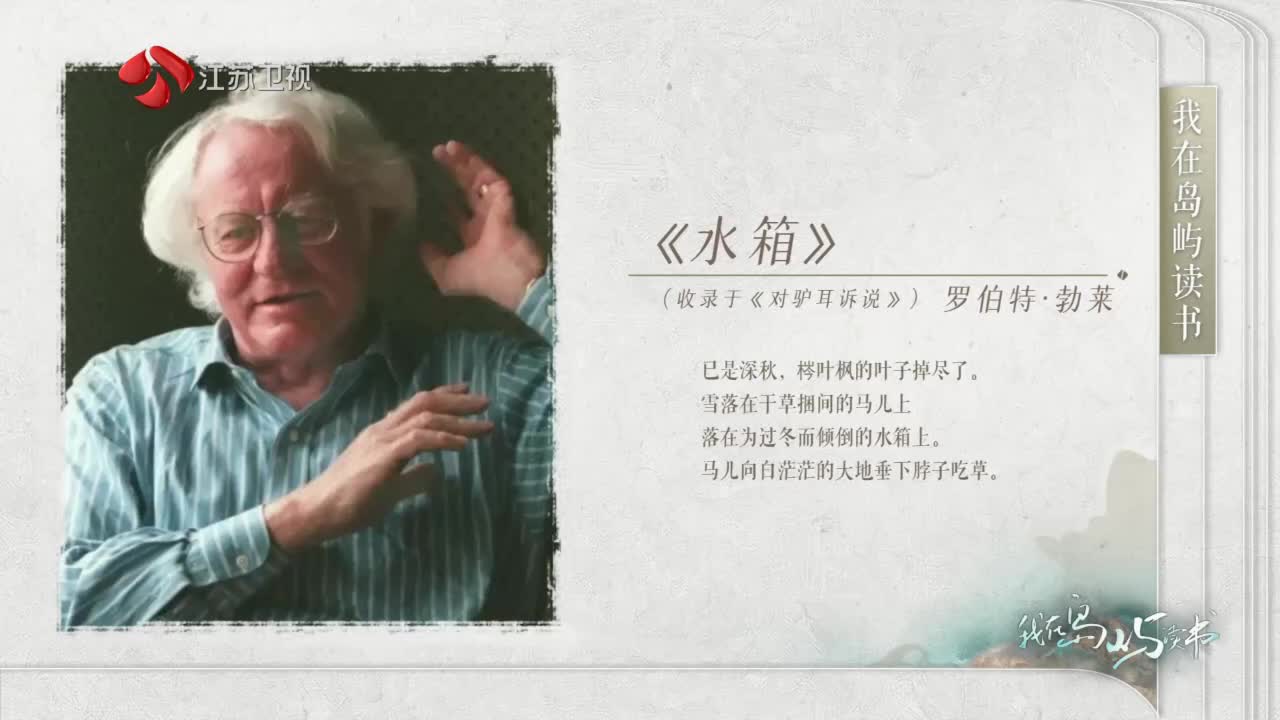 江苏卫视
我在岛屿读书
《水箱》
（收录于《对驴耳诉说》） 罗伯特·勃莱
已是深秋，梣叶枫的叶子掉尽了。
雪落在干草捆间的马儿上
落在为过冬而倾倒的水箱上。
马儿向白茫茫的大地垂下脖子吃草。
我在岛屿读书